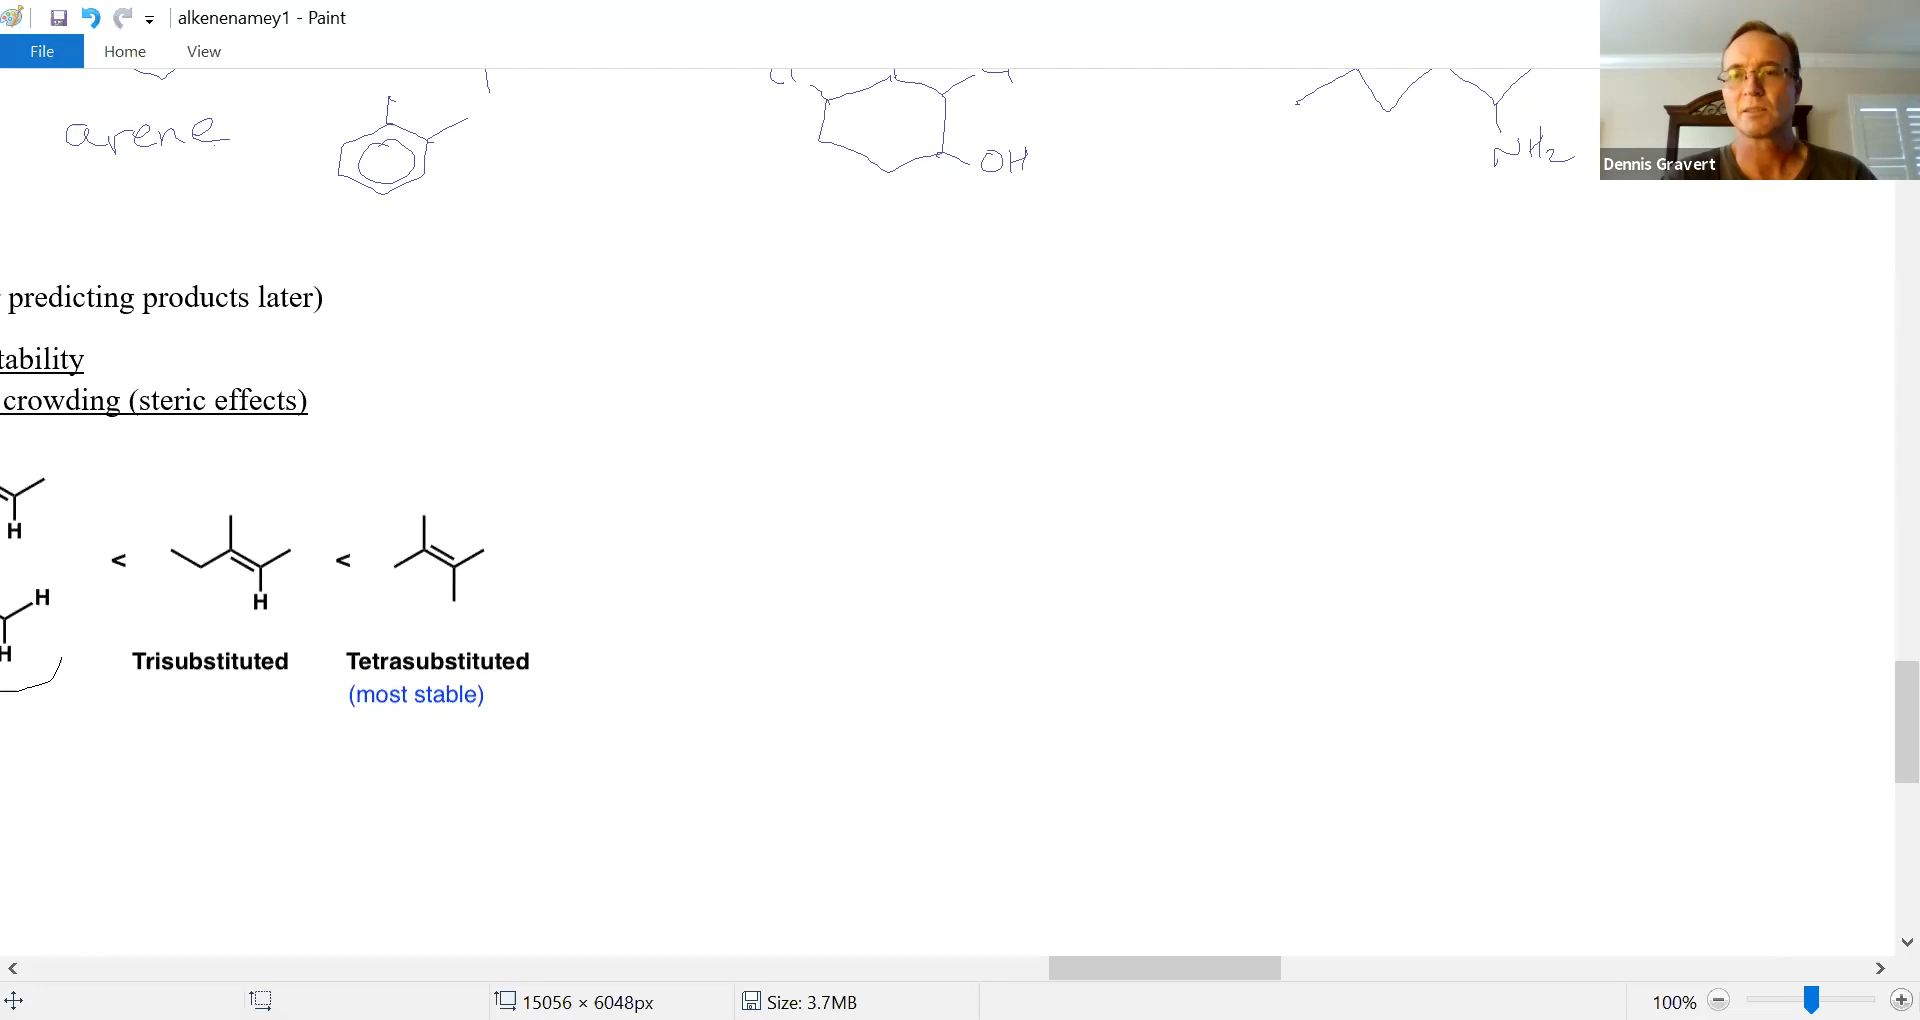 alkenenamey1 - Paint
File Home View
Dennis Gravert
arene
OH
NH2
predicting products later)
tability
crowding (steric effects)
H
< < H
H
H
Trisubstituted Tetrasubstituted
(most stable)
15056 × 6048px Size: 3.7MB 100%